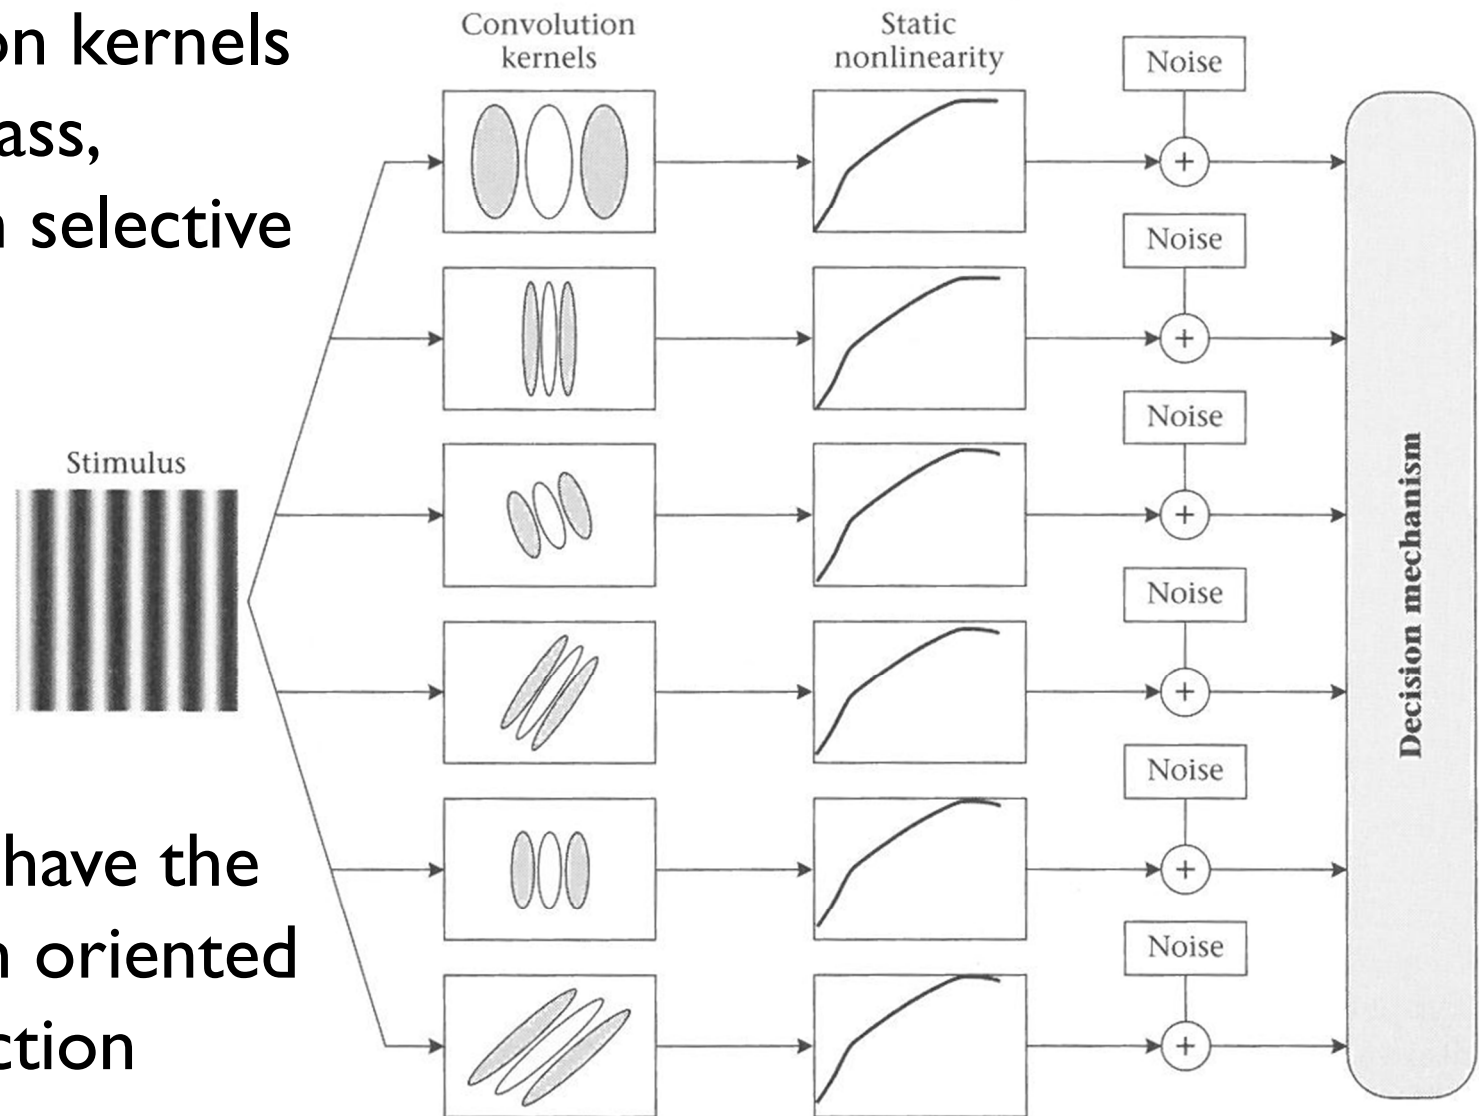 on kernels
ass,
n selective
have the
n oriented
ction
Stimulus
Convolution
kernels
Static
nonlinearity
Noise
+
Noise
+
Noise
+
Noise
+
Noise
+
Noise
+
Decision mechanism